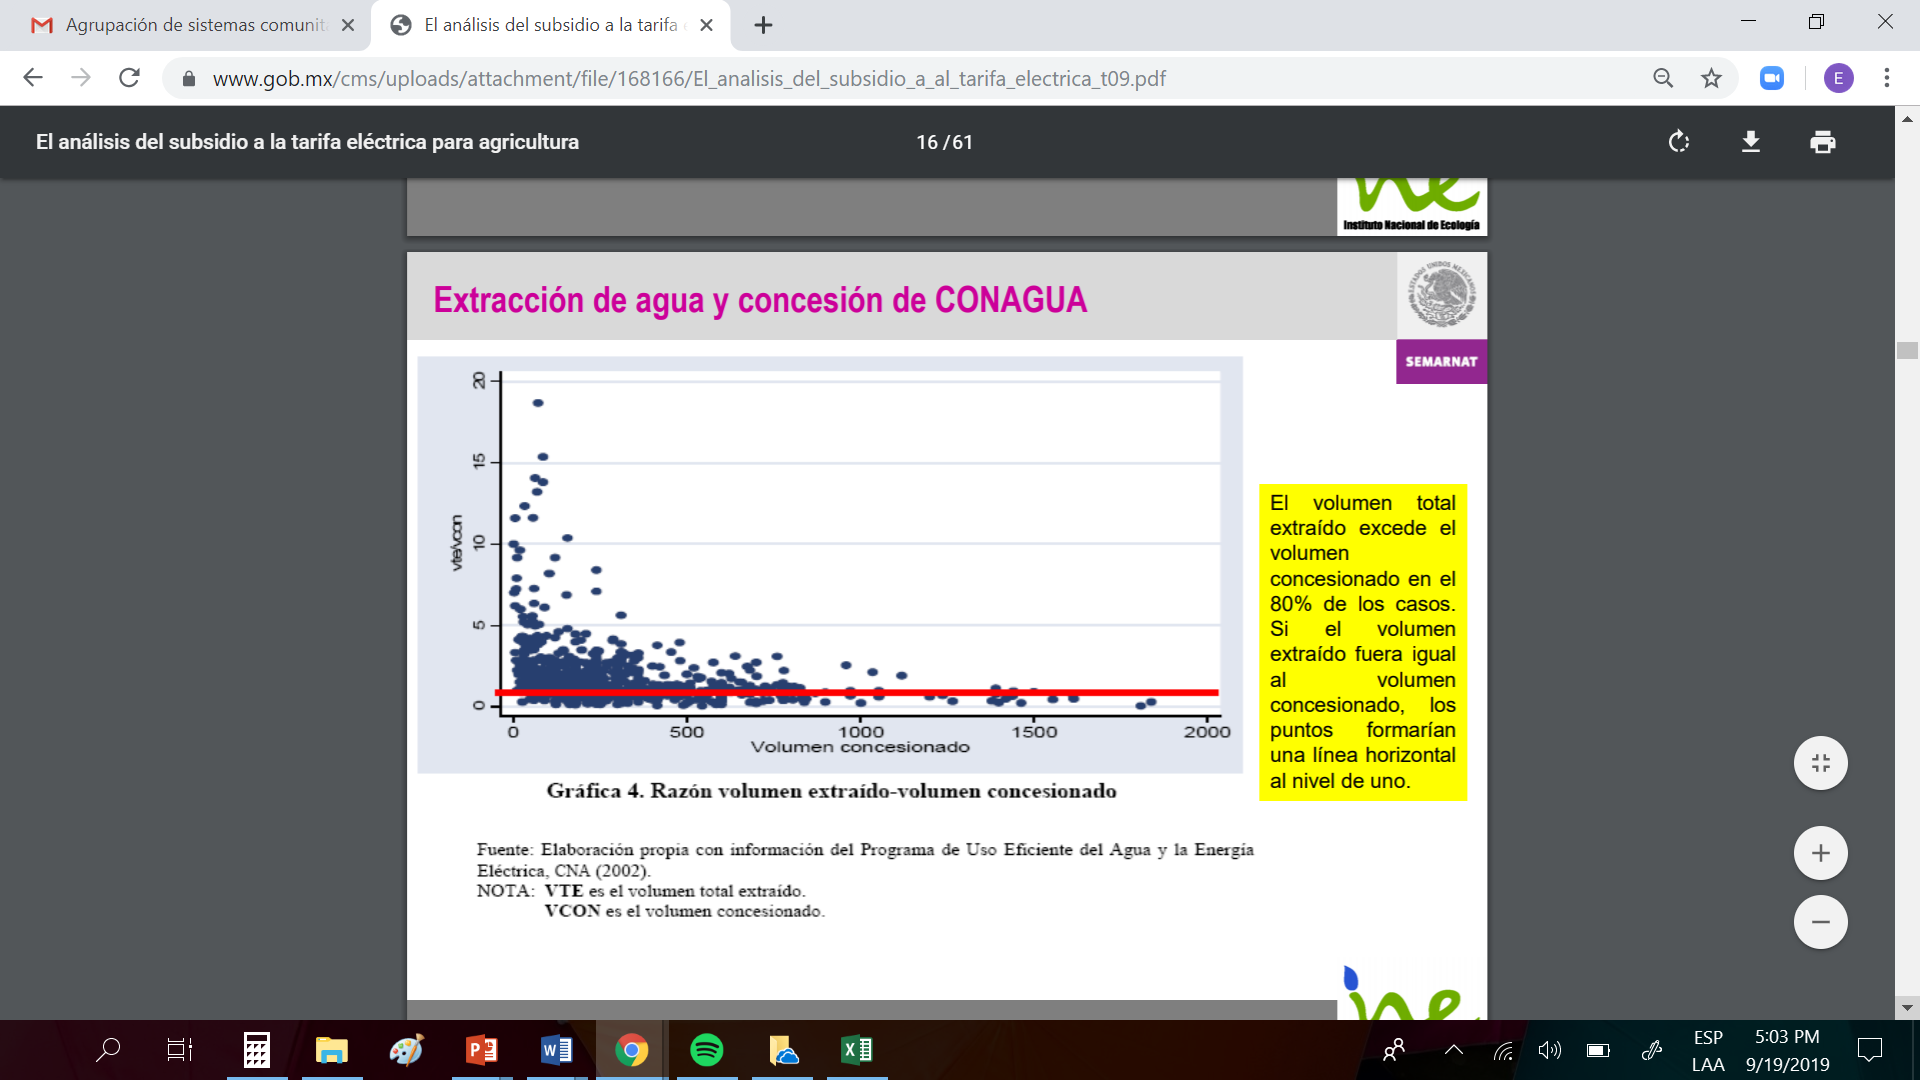 Agrupación de sistemas comunit
El análisis del subsidio a la tarifa
www.gob.mx/cms/uploads/attachment/file/168166/El_analisis_del_subsidio_a_al_tarifa_electrica_t09.pdf
E
El análisis del subsidio a la tarifa eléctrica para agricultura
16 / 61
Instituto Nacional de Ecología
Extracción de agua y concesión de CONAGUA
ESTADOS UNIDOS MEXICANOS
SEMARNAT
20
15
10
5
0
vte/vcon
0
500
1000
1500
2000
Volumen concesionado
Gráfica 4. Razón volumen extraído-volumen concesionado
El volumen total
extraído excede el
volumen
concesionado en el
80% de los casos.
Si el volumen
extraído fuera igual
al volumen
concesionado, los
puntos formarían
una línea horizontal
al nivel de uno.
Fuente: Elaboración propia con información del Programa de Uso Eficiente del Agua y la Energía
Eléctrica, CNA (2002).
NOTA: VTE es el volumen total extraído.
VCON es el volumen concesionado.
ine
ESP
LAA
5:03 PM
9/19/2019